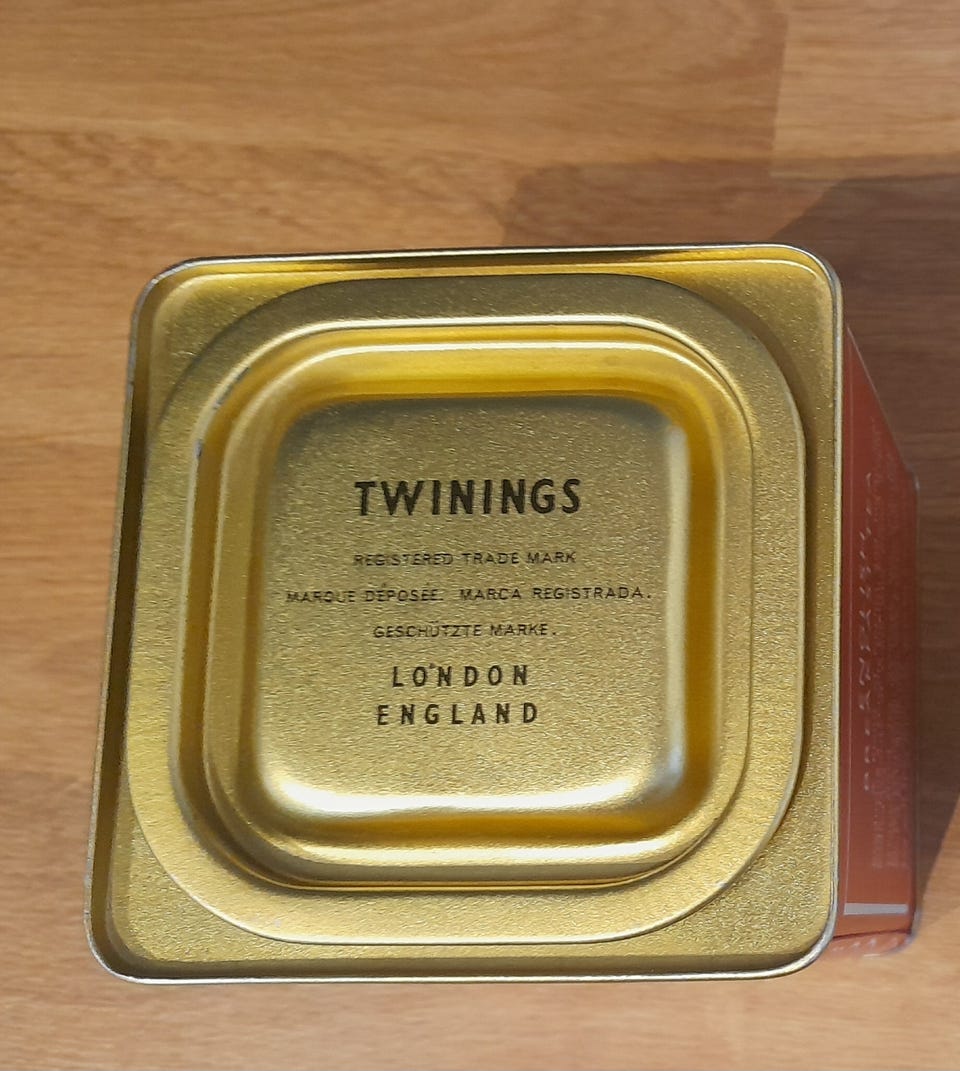 TWININGS
REGISTERED TRADE MARK
MARQUE DÉPOSÉE. MARCA REGISTRADA.
GESCHÜTZTE MARKE.
LONDON
ENGLAND